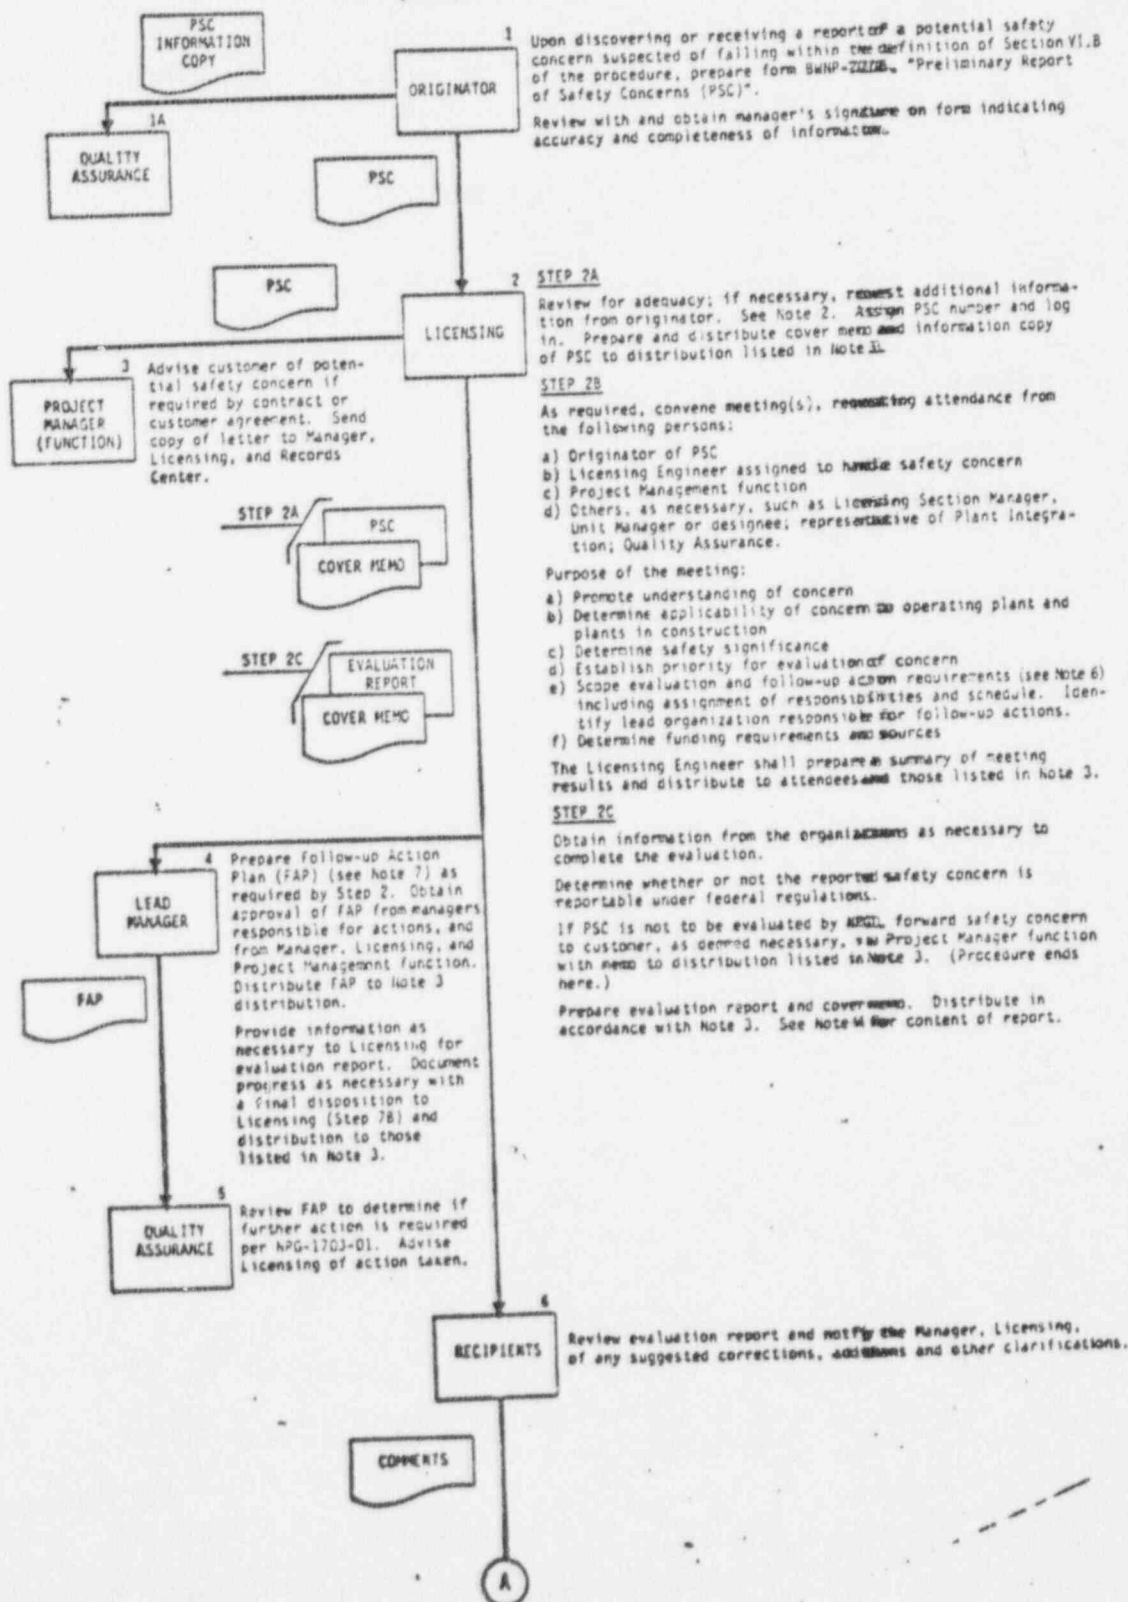 PSC
INFORMATION
COPY
1
ORIGINATOR
Upon discovering or receiving a report of a potential safety
concern suspected of falling within the definition of Section VI.B
of the procedure, prepare form "Preliminary Report
of Safety Concerns (PSC)".
Review with and obtain manager's signature on form indicating
accuracy and completeness of information.
1A
QUALITY
ASSURANCE
PSC
PSC
2
LICENSING
STEP 2A
Review for adequacy; if necessary, request additional informa-
tion from originator. See Note 2. Assign PSC number and log
in. Prepare and distribute cover memo and information copy
of PSC to distribution listed in Note
STEP 2B
As required, convene meeting(s), requesting attendance from
the following persons:
a) Originator of PSC
b) Licensing Engineer assigned to handle safety concern
c) Project Management function
d) Others, as necessary, such as Licensing Section Manager,
Unit Manager or designee; representative of Plant Integra-
tion; Quality Assurance.
Purpose of the meeting:
a) Promote understanding of concern
b) Determine applicability of concern to operating plant and
plants in construction
c) Determine safety significance
d) Establish priority for evaluation of concern
e) Scope evaluation and follow-up action requirements (see Note 6)
including assignment of responsibilities and schedule. Iden-
tify lead organization responsible for follow-up actions.
f) Determine funding requirements and sources
The Licensing Engineer shall prepare a summary of meeting
results and distribute to attendees and those listed in Note 3.
STEP 2C
Obtain information from the organizations as necessary to
complete the evaluation.
Determine whether or not the reported safety concern is
reportable under federal regulations.
If PSC is not to be evaluated by forward safety concern
to customer, as deemed necessary, via Project Manager function
with memo to distribution listed in Note 3. (Procedure ends
here.)
Prepare evaluation report and cover memo. Distribute in
accordance with Note 3. See Note for content of report.
3
PROJECT
MANAGER
(FUNCTION)
Advise customer of poten-
tial safety concern if
required by contract or
customer agreement. Send
copy of letter to Manager,
Licensing, and Records
Center.
STEP 2A
PSC
COVER MEMO
STEP 2C
EVALUATION
REPORT
COVER MEMO
4
LEAD
MANAGER
Prepare Follow-up Action
Plan (FAP) (see Note 7) as
required by Step 2. Obtain
approval of FAP from managers
responsible for actions, and
from Manager, Licensing, and
Project Management function.
Distribute FAP to Note 3
distribution.
Provide information as
necessary to Licensing for
evaluation report. Document
progress as necessary with
a final disposition to
Licensing (Step 7B) and
distribution to those
listed in Note 3.
FAP
5
QUALITY
ASSURANCE
Review FAP to determine if
further action is required
per NPG-1703-01. Advise
Licensing of action taken.
6
RECIPIENTS
Review evaluation report and notify the Manager, Licensing,
of any suggested corrections, additions and other clarifications.
COMMENTS
A